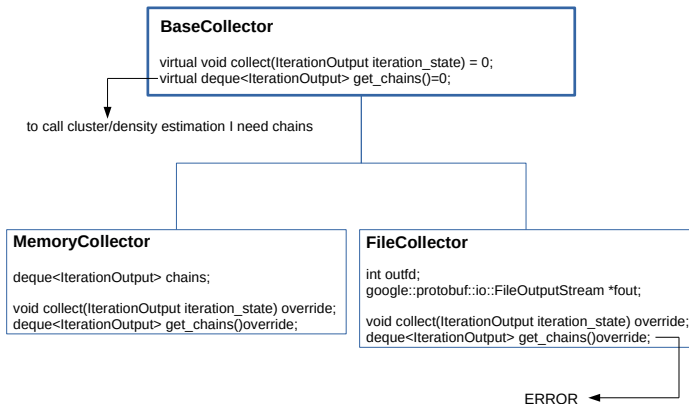 BaseCollector
virtual void collect(IterationOutput iteration_state) = 0;
virtual deque<IterationOutput> get_chains()=0;
to call cluster/density estimation I need chains
MemoryCollector
deque<IterationOutput> chains;
void collect(IterationOutput iteration_state) override;
deque<IterationOutput> get_chains()override;
FileCollector
int outfd;
google::protobuf::io::FileOutputStream *fout;
void collect(IterationOutput iteration_state) override;
deque<IterationOutput> get_chains()override;
ERROR